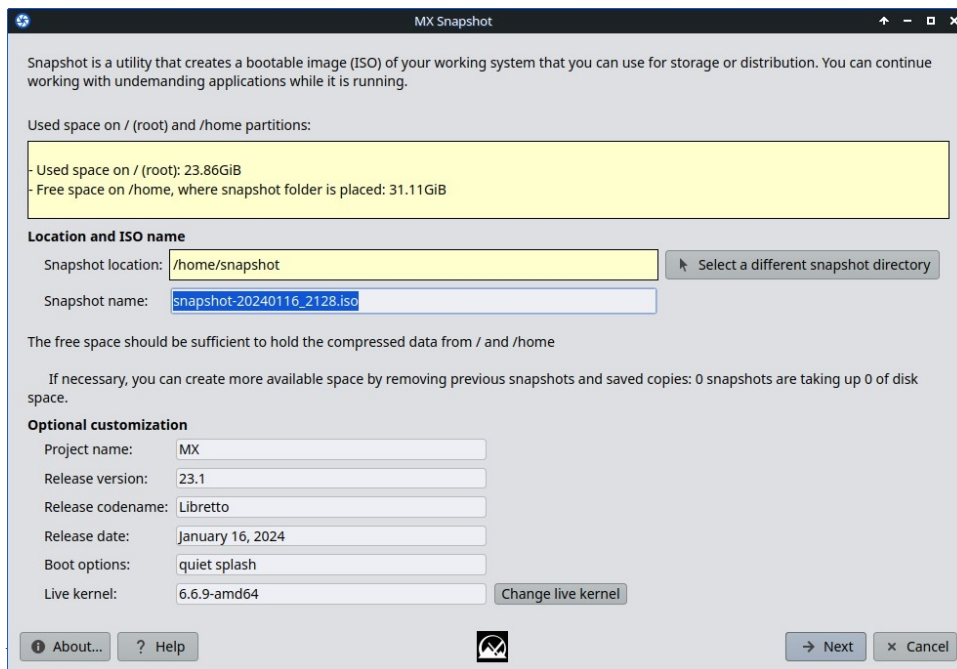 MX Snapshot
Snapshot is a utility that creates a bootable image (ISO) of your working system that you can use for storage or distribution. You can continue
working with undemanding applications while it is running.
Used space on / (root) and /home partitions:
- Used space on / (root): 23.86GiB
- Free space on /home, where snapshot folder is placed: 31.11GiB
Location and ISO name
Snapshot location: /home/snapshot Select a different snapshot directory
Snapshot name: snapshot-20240116_2128.iso
The free space should be sufficient to hold the compressed data from / and /home
If necessary, you can create more available space by removing previous snapshots and saved copies: 0 snapshots are taking up 0 of disk
space.
Optional customization
Project name: MX
Release version: 23.1
Release codename: Libretto
Release date: January 16, 2024
Boot options: quiet splash
Live kernel: 6.6.9-amd64 Change live kernel
About... Help Next Cancel